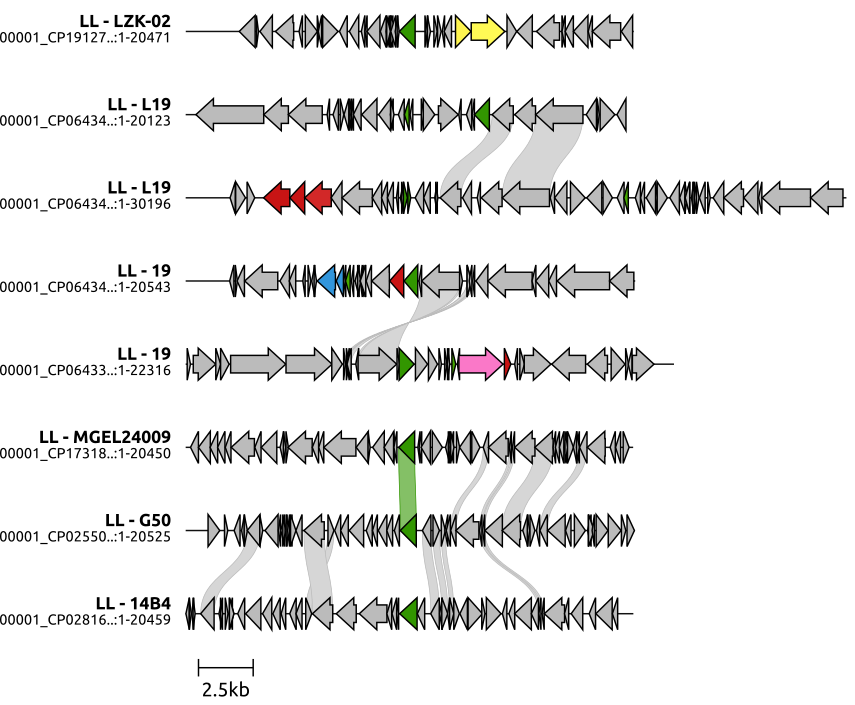 LL - LZK-02
00001_CP19127..:1-20471
LL - L19
00001_CP06434..:1-20123
LL - L19
00001_CP06434..:1-30196
LL - 19
00001_CP06434..:1-20543
LL - 19
00001_CP06433..:1-22316
LL - MGEL24009
00001_CP17318..:1-20450
LL - G50
00001_CP02550..:1-20525
LL - 14B4
00001_CP02816..:1-20459
2.5kb